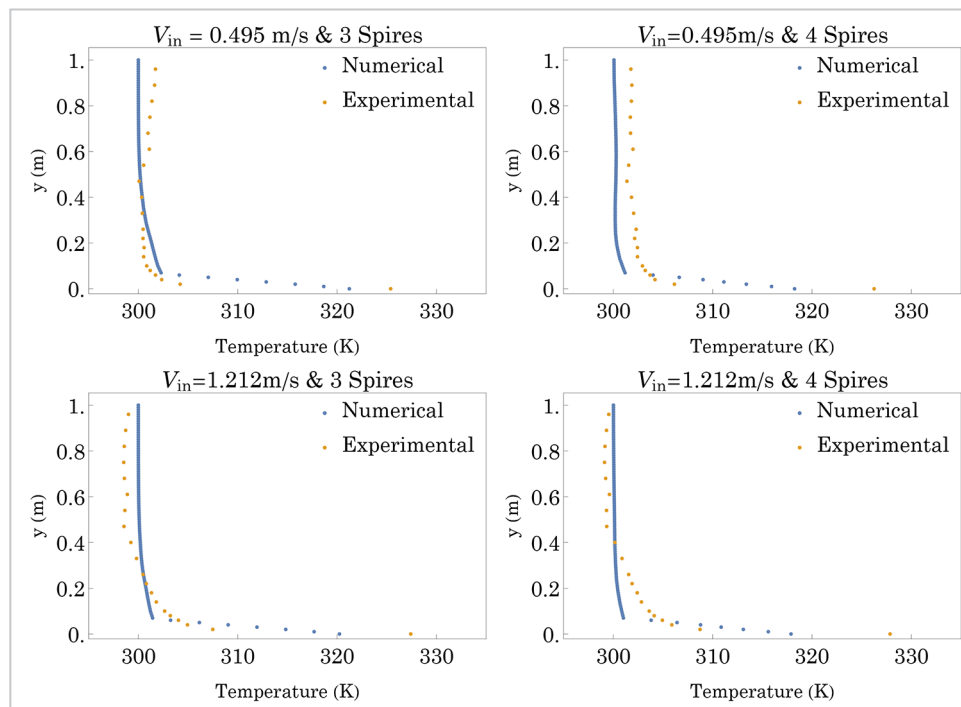 V_in = 0.495 m/s & 3 Spires
Numerical
Experimental
1.
0.8
0.6
0.4
0.2
0.
y (m)
300 310 320 330
Temperature (K)
V_in=0.495m/s & 4 Spires
Numerical
Experimental
1.
0.8
0.6
0.4
0.2
0.
y (m)
300 310 320 330
Temperature (K)
V_in=1.212m/s & 3 Spires
Numerical
Experimental
1.
0.8
0.6
0.4
0.2
0.
y (m)
300 310 320 330
Temperature (K)
V_in=1.212m/s & 4 Spires
Numerical
Experimental
1.
0.8
0.6
0.4
0.2
0.
y (m)
300 310 320 330
Temperature (K)